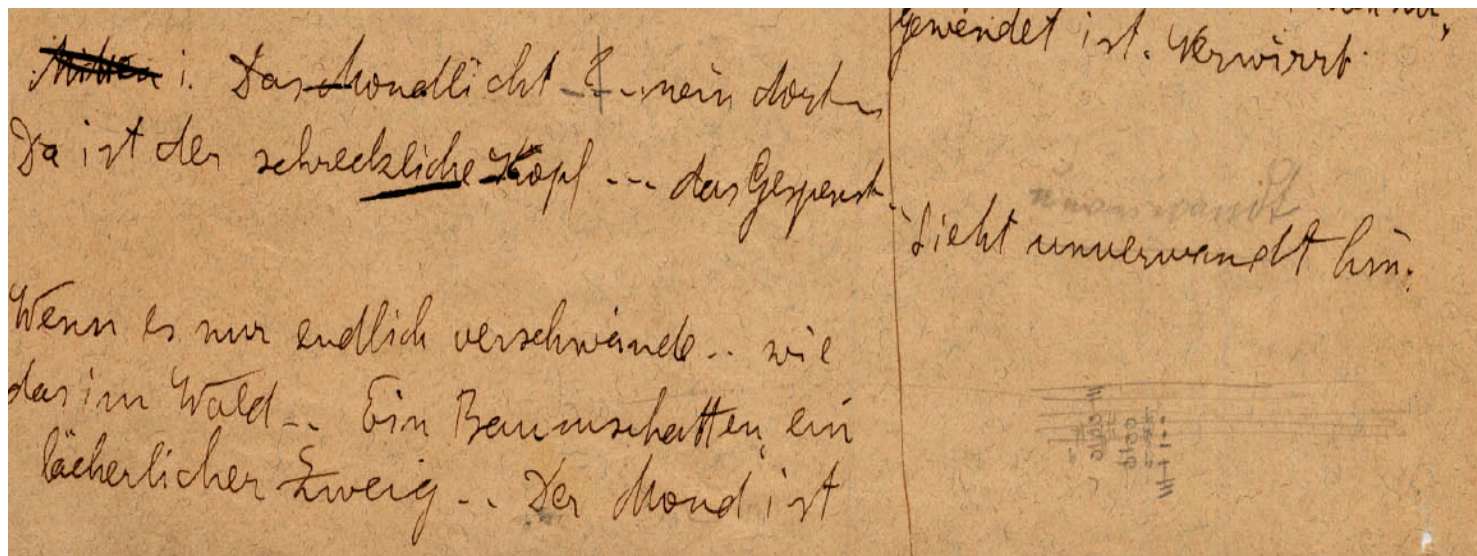 i. Das Mondlicht .. nein dort ..
Da ist der schreckliche Kopf ... das Gespenst ..
Wenn es nur endlich verschwände .. wie
das im Wald .. Ein Baumschatten, ein
lächerlicher Zweig .. Der Mond ist
gewendet ist. Verwirrt.
unverwandt
Sieht unverwandt hin.